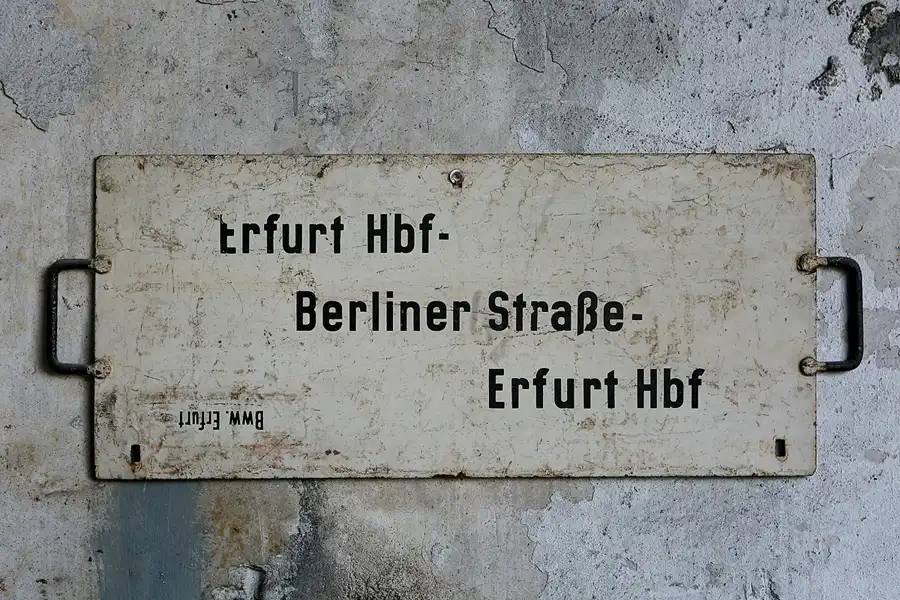 Erfurt Hbf-
Berliner Straße-
Erfurt Hbf
Bww. Erfurt